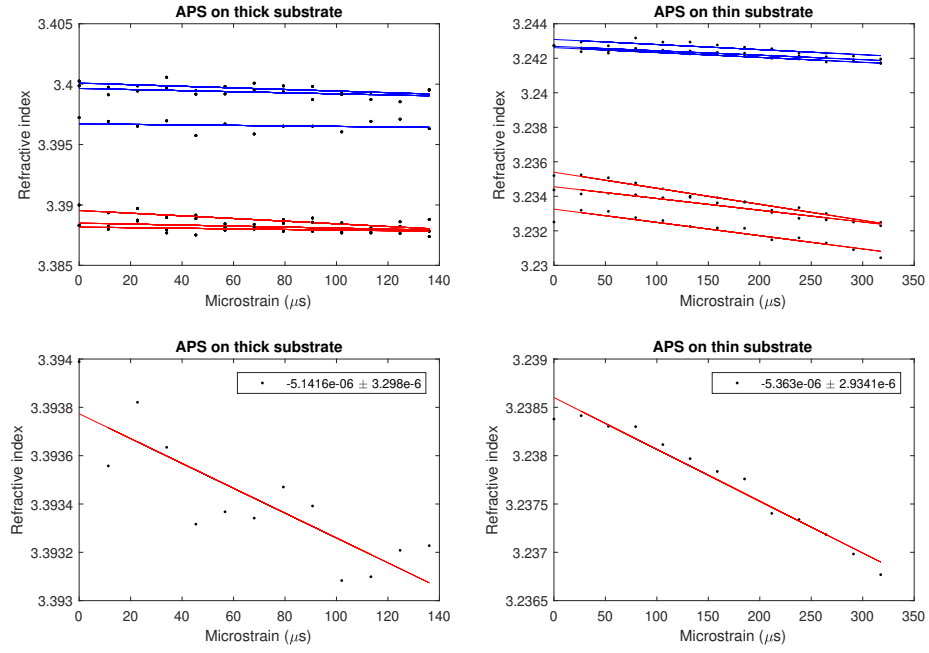 APS on thick substrate
3.405
3.4
3.395
3.39
3.385
Refractive index
0 20 40 60 80 100 120 140
Microstrain (μs)
APS on thin substrate
3.244
3.242
3.24
3.238
3.236
3.234
3.232
3.23
Refractive index
0 50 100 150 200 250 300 350
Microstrain (μs)
APS on thick substrate
3.394
3.3938
3.3936
3.3934
3.3932
3.393
Refractive index
-5.1416e-06 ± 3.298e-6
0 20 40 60 80 100 120 140
Microstrain (μs)
APS on thin substrate
3.239
3.2385
3.238
3.2375
3.237
3.2365
Refractive index
-5.363e-06 ± 2.9341e-6
0 50 100 150 200 250 300 350
Microstrain (μs)